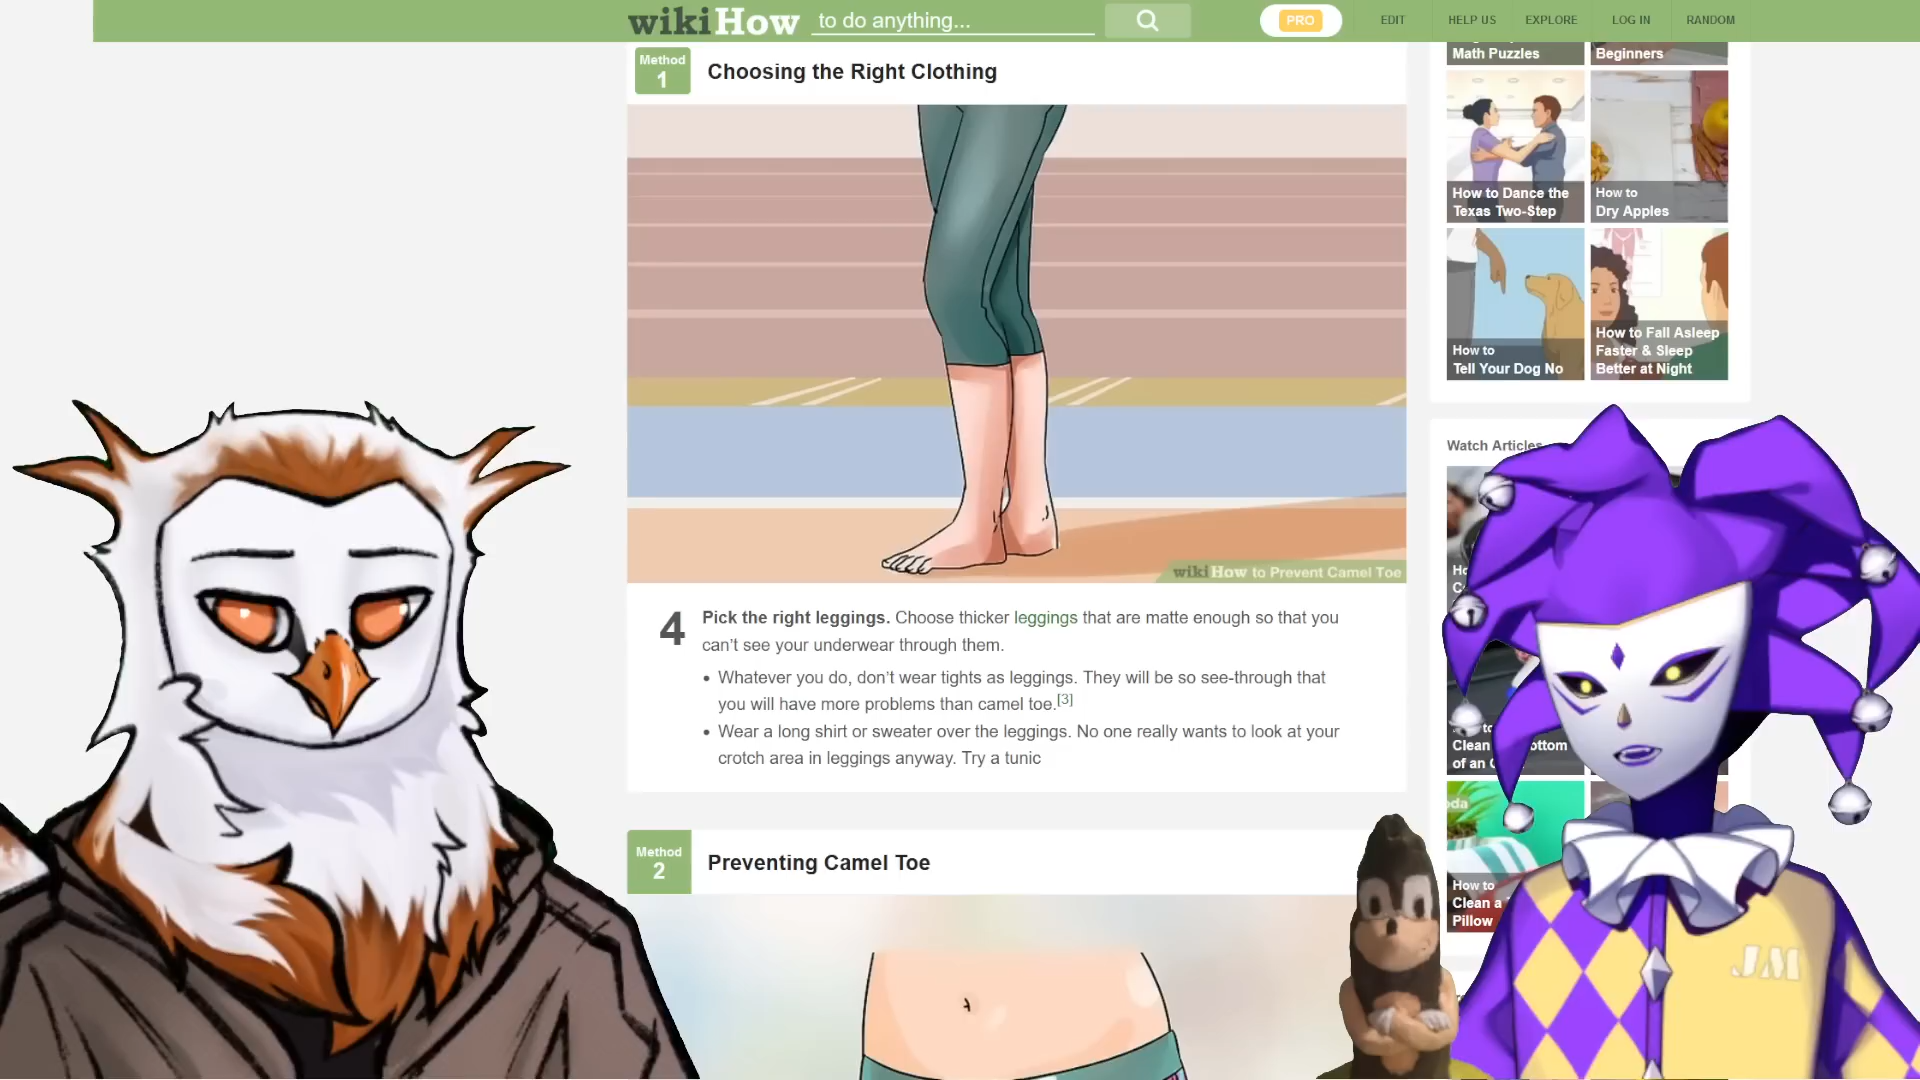 wikiHow to do anything...
PRO
EDIT
HELP US
EXPLORE
LOG IN
RANDOM
Method
1
Choosing the Right Clothing
wikiHow to Prevent Camel Toe
4
Pick the right leggings. Choose thicker leggings that are matte enough so that you
can't see your underwear through them.
• Whatever you do, don't wear tights as leggings. They will be so see-through that
you will have more problems than camel toe.[3]
• Wear a long shirt or sweater over the leggings. No one really wants to look at your
crotch area in leggings anyway. Try a tunic
Method
2
Preventing Camel Toe
Math Puzzles
Beginners
How to Dance the
Texas Two-Step
How to
Dry Apples
How to
Tell Your Dog No
How to Fall Asleep
Faster & Sleep
Better at Night
Watch Articles
Clean
of an
How to
Clean a
Pillow
JM